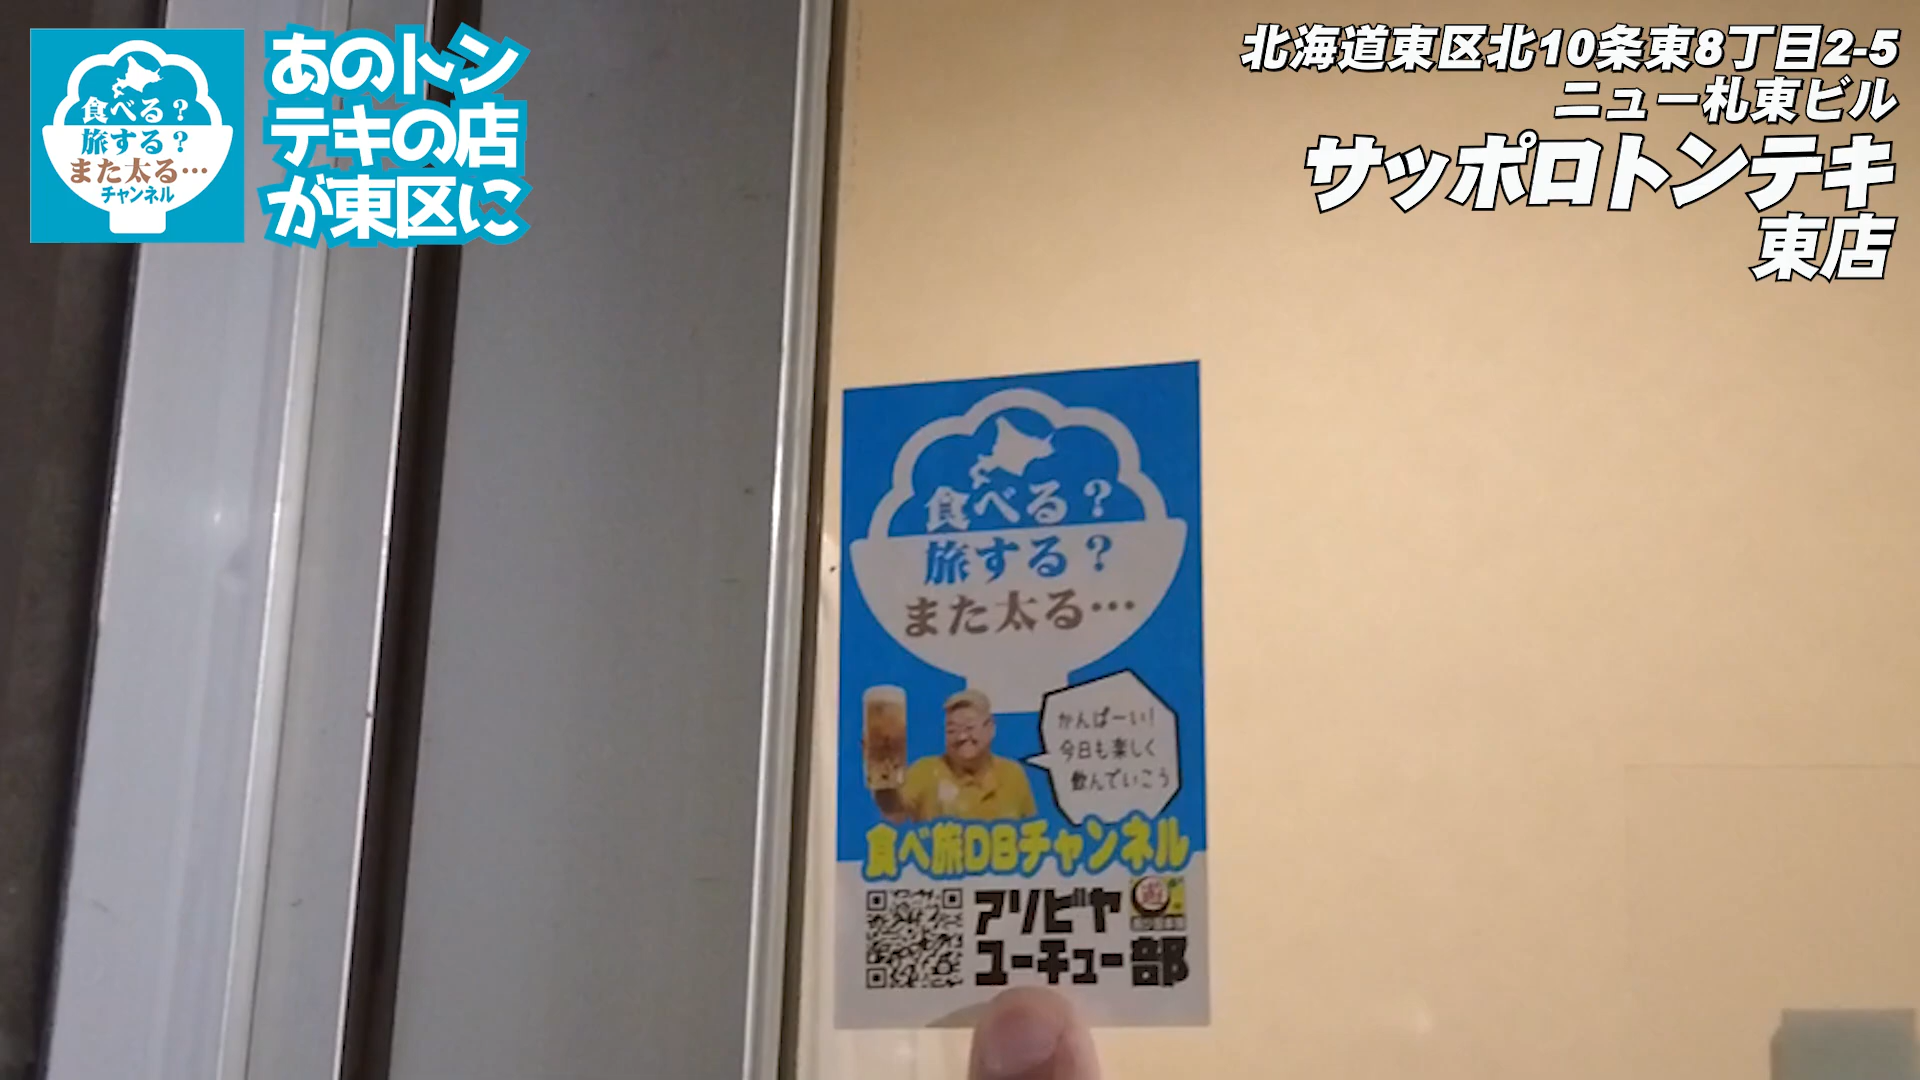 食べる？
旅する？
また太る…
チャンネル
あのトン
テキの店
が東区に
北海道東区北10条東8丁目2-5
ニュー札東ビル
サッポロトンテキ
東店
食べる？
旅する？
また太る…
かんぱーい！
今日も楽しく
飲んでいこう
食べ旅DBチャンネル
アソビヤ
遊
ユーチュー部